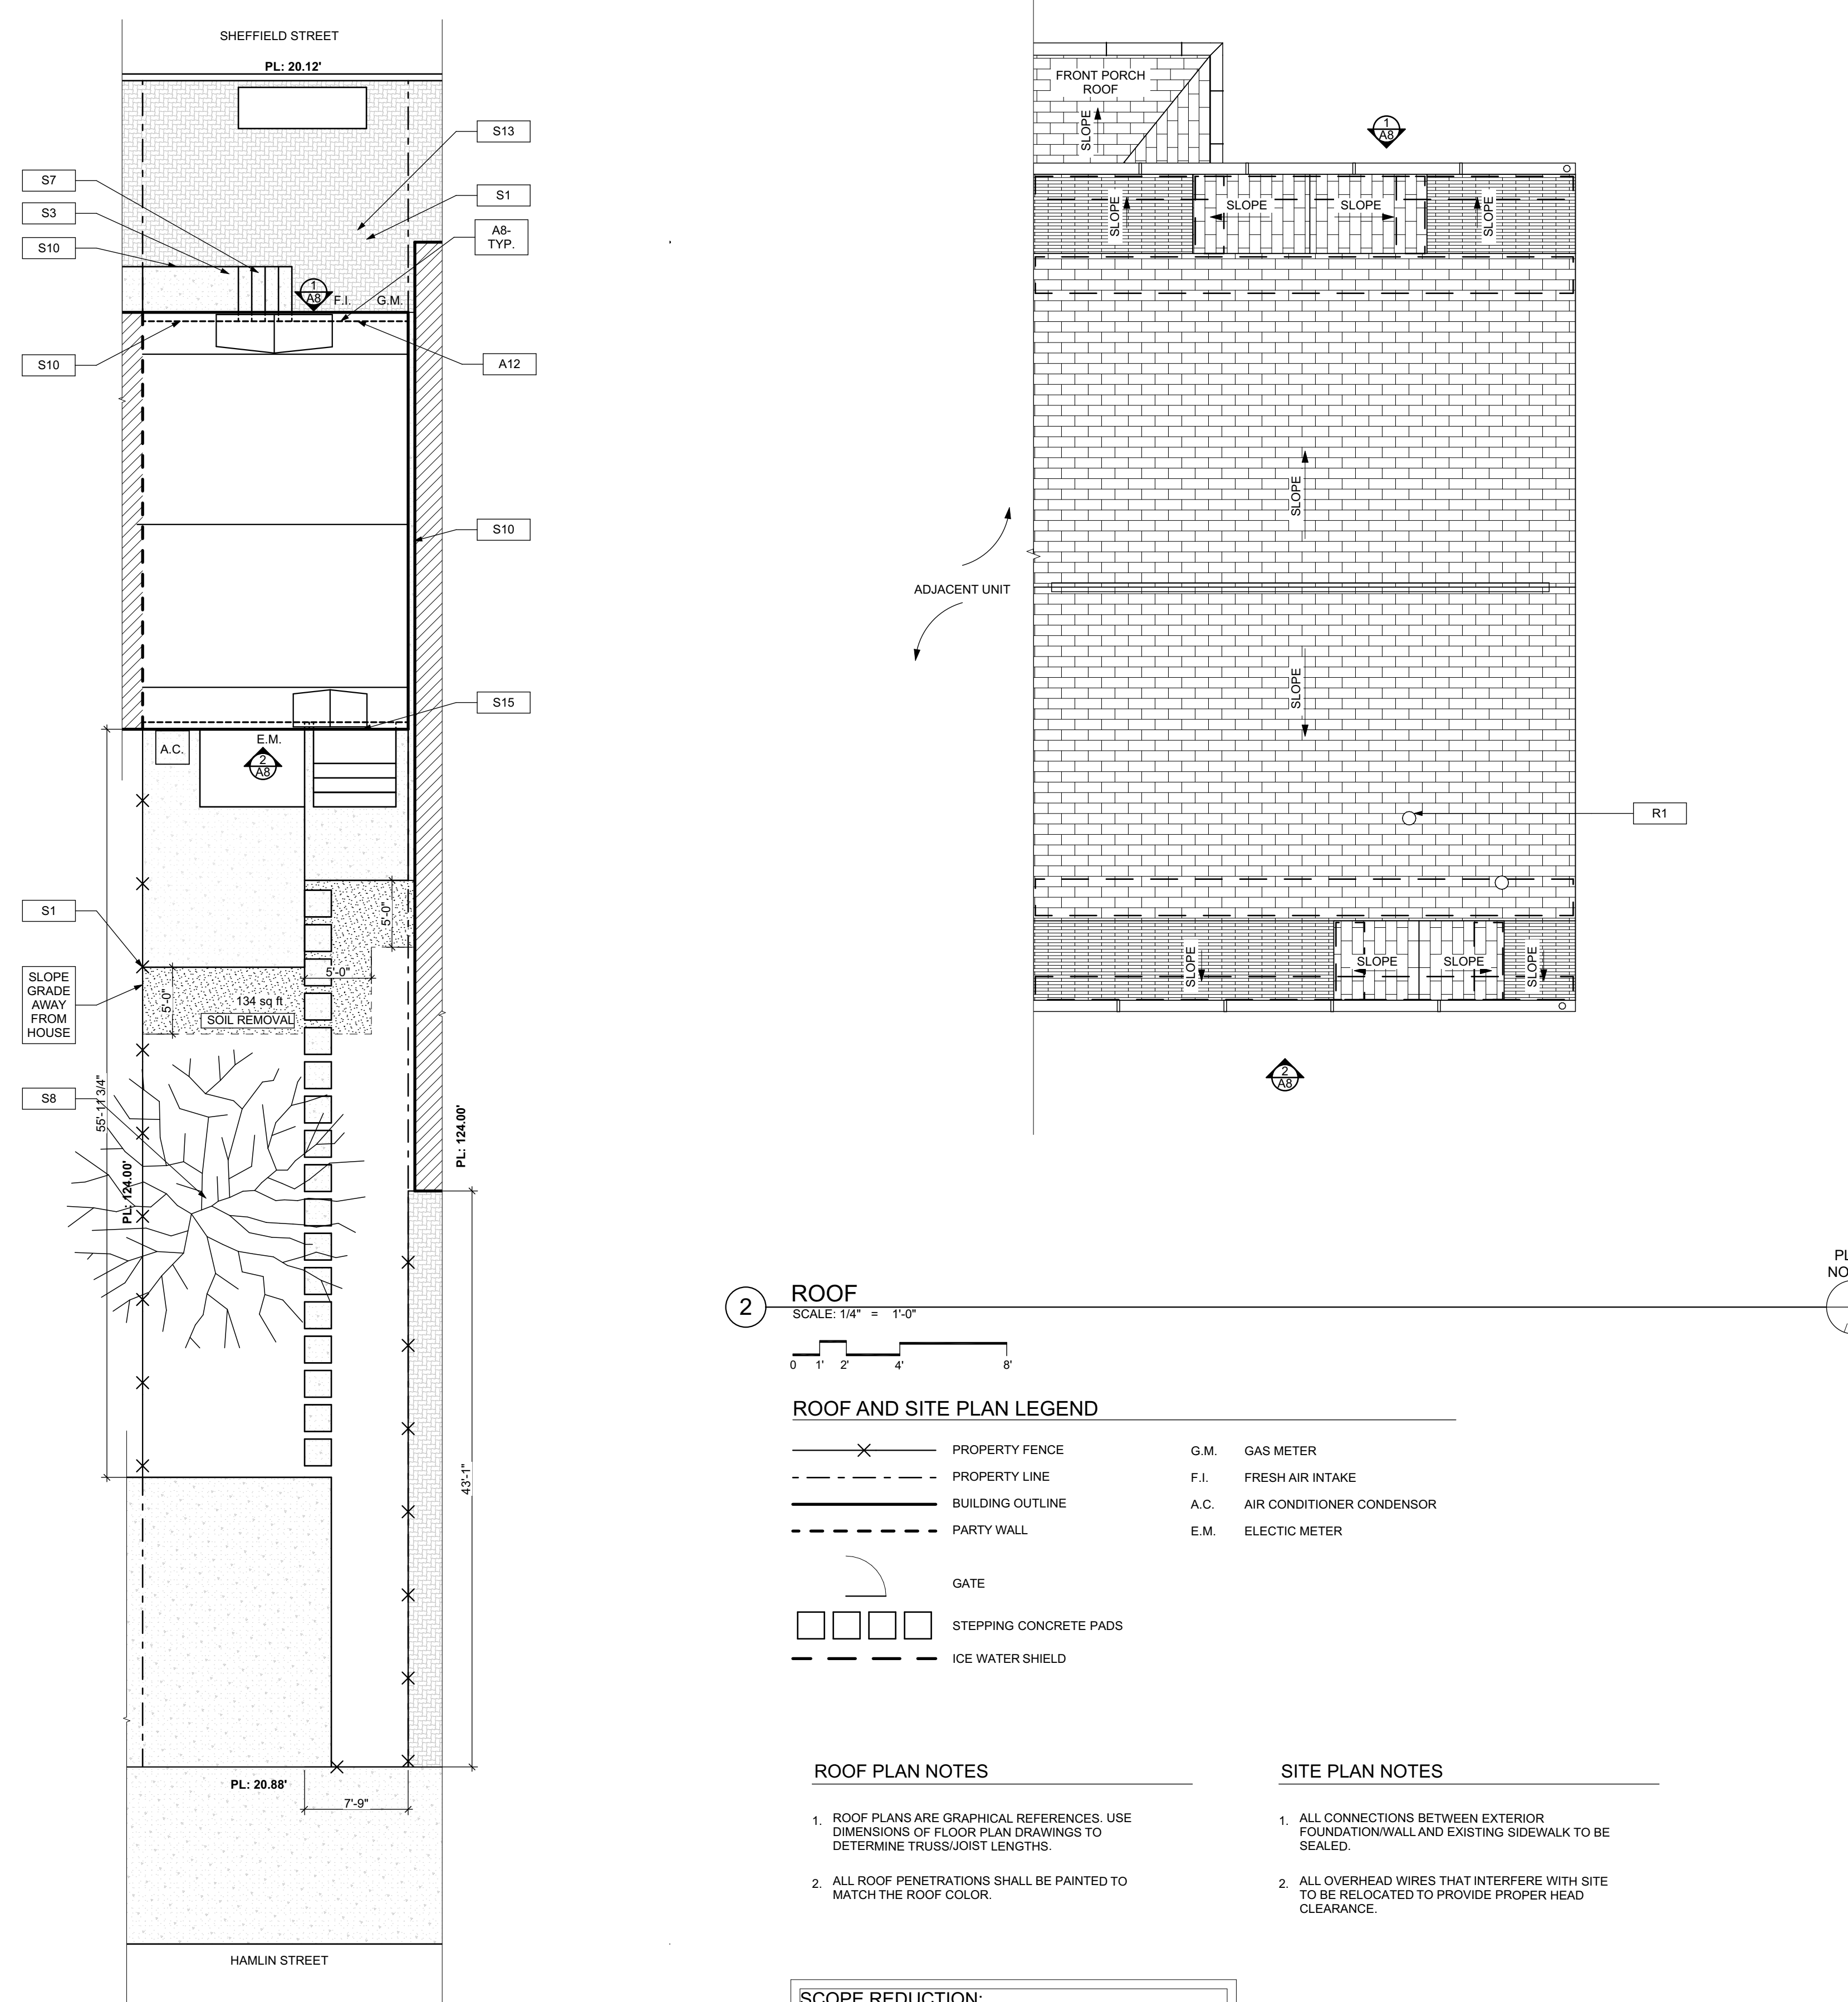 SHEFFIELD STREET
PL: 20.12'
S13
S7
S1
S3
A8-
TYP.
S10
1
A8
F.I.
G.M.
S10
A12
S10
S15
A.C.
E.M.
2
A8
S1
5'-0"
SLOPE
GRADE
AWAY
FROM
HOUSE
5'-0"
5'-0"
134 sq ft
SOIL REMOVAL
S8
55'-11 3/4"
PL: 124.00'
PL: 124.00'
43'-1"
PL: 20.88'
7'-9"
HAMLIN STREET
FRONT PORCH
ROOF
SLOPE
1
A8
SLOPE
SLOPE
SLOPE
SLOPE
SLOPE
ADJACENT UNIT
SLOPE
R1
SLOPE
SLOPE
SLOPE
SLOPE
2
A8
PL
NO
2
ROOF
SCALE: 1/4" = 1'-0"
0 1' 2' 4' 8'
ROOF AND SITE PLAN LEGEND
PROPERTY FENCE
PROPERTY LINE
BUILDING OUTLINE
PARTY WALL
GATE
STEPPING CONCRETE PADS
ICE WATER SHIELD
G.M. GAS METER
F.I. FRESH AIR INTAKE
A.C. AIR CONDITIONER CONDENSOR
E.M. ELECTIC METER
ROOF PLAN NOTES
1. ROOF PLANS ARE GRAPHICAL REFERENCES. USE
DIMENSIONS OF FLOOR PLAN DRAWINGS TO
DETERMINE TRUSS/JOIST LENGTHS.
2. ALL ROOF PENETRATIONS SHALL BE PAINTED TO
MATCH THE ROOF COLOR.
SITE PLAN NOTES
1. ALL CONNECTIONS BETWEEN EXTERIOR
FOUNDATION/WALL AND EXISTING SIDEWALK TO BE
SEALED.
2. ALL OVERHEAD WIRES THAT INTERFERE WITH SITE
TO BE RELOCATED TO PROVIDE PROPER HEAD
CLEARANCE.
SCOPE REDUCTION: